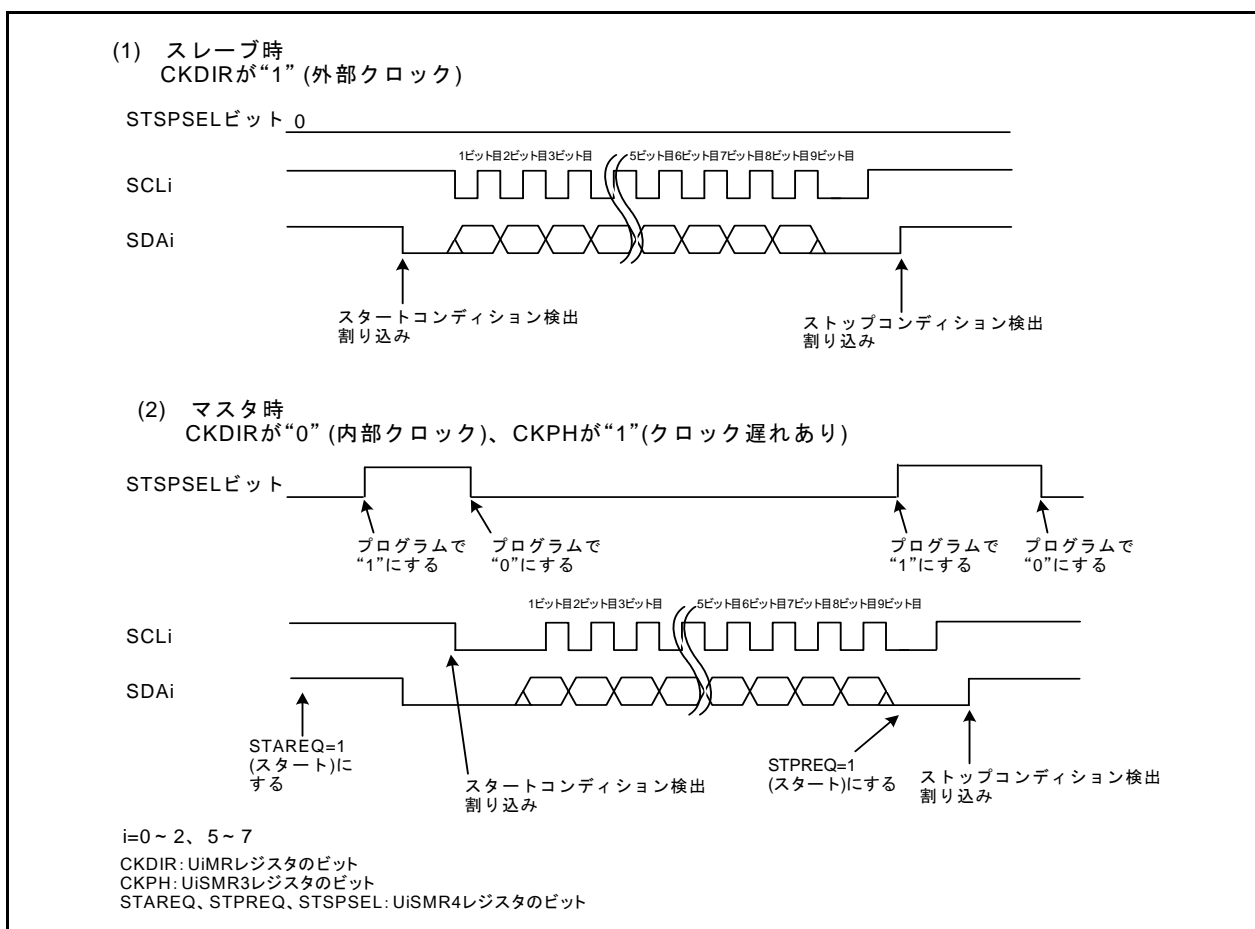 (1) スレーブ時
CKDIRが“1” (外部クロック)
STSPSELビット 0
1ビット目2ビット目3ビット目 5ビット目6ビット目7ビット目8ビット目9ビット目
SCLi
SDAi
スタートコンディション検出
割り込み
ストップコンディション検出
割り込み
(2) マスタ時
CKDIRが“0” (内部クロック)、CKPHが“1”(クロック遅れあり)
STSPSELビット
プログラムで
“1”にする
プログラムで
“0”にする
プログラムで
“1”にする
プログラムで
“0”にする
1ビット目2ビット目3ビット目 5ビット目6ビット目7ビット目8ビット目9ビット目
SCLi
SDAi
STAREQ=1
(スタート)に
する
スタートコンディション検出
割り込み
STPREQ=1
(スタート)にする
ストップコンディション検出
割り込み
i=0~2、5~7
CKDIR: UiMRレジスタのビット
CKPH: UiSMR3レジスタのビット
STAREQ、STPREQ、STSPSEL: UiSMR4レジスタのビット